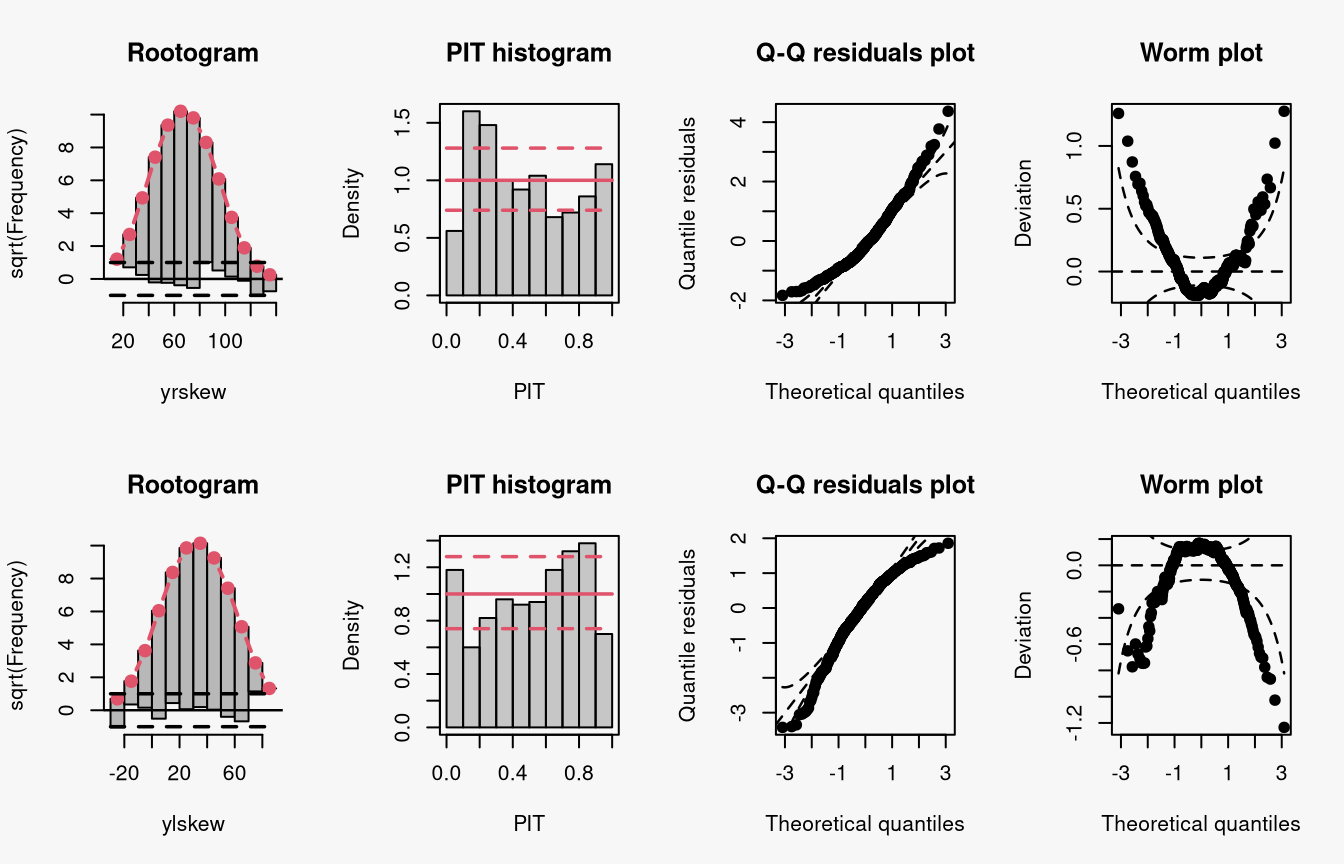 Rootogram
sqrt(Frequency)
0 2 4 6 8
20 60 100
yrskew
PIT histogram
Density
0.0 0.5 1.0 1.5
0.0 0.4 0.8
PIT
Q-Q residuals plot
Quantile residuals
-2 0 2 4
-3 -1 1 3
Theoretical quantiles
Worm plot
Deviation
0.0 0.5 1.0
-3 -1 1 3
Theoretical quantiles
Rootogram
sqrt(Frequency)
0 2 4 6 8
-20 20 60
ylskew
PIT histogram
Density
0.0 0.4 0.8 1.2
0.0 0.4 0.8
PIT
Q-Q residuals plot
Quantile residuals
-3 -1 0 1 2
-3 -1 1 3
Theoretical quantiles
Worm plot
Deviation
-1.2 -0.6 0.0
-3 -1 1 3
Theoretical quantiles